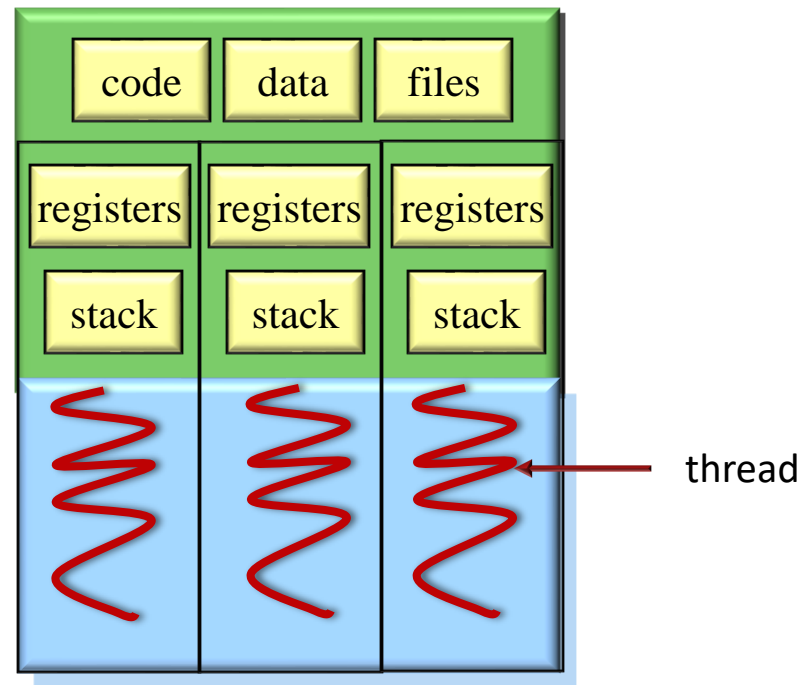 code data files
registers registers registers
stack stack stack
thread